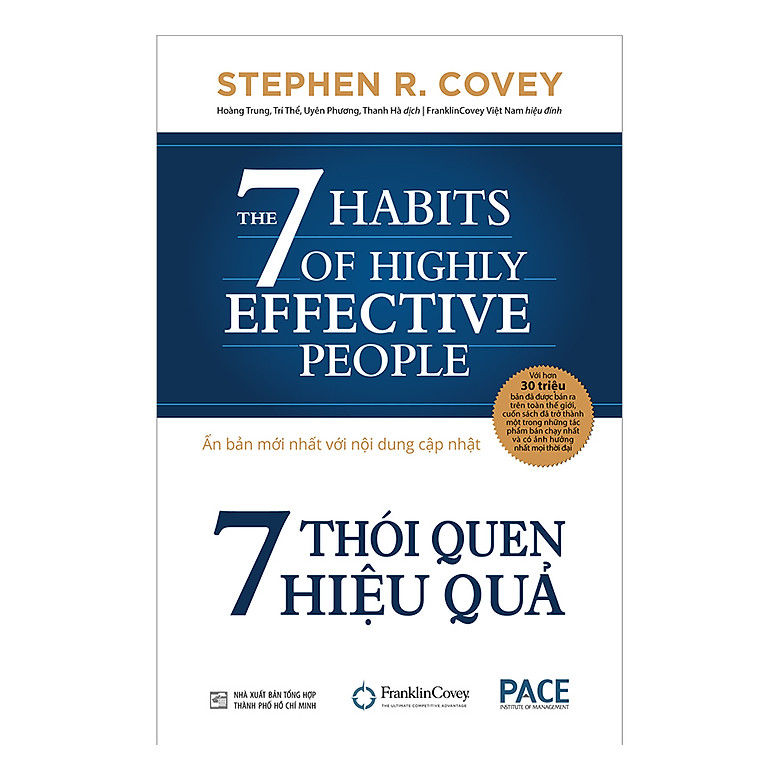 STEPHEN R. COVEY
Hoàng Trung, Trí Thể, Uyên Phương, Thanh Hà dịch | FranklinCovey Việt Nam hiệu đính
THE 7 HABITS
OF HIGHLY
EFFECTIVE
PEOPLE
Với hơn
30 triệu
bản đã được bán ra
trên toàn thế giới,
cuốn sách đã trở thành
một trong những tác
phẩm bán chạy nhất
và có ảnh hưởng
nhất mọi thời đại
Ấn bản mới nhất với nội dung cập nhật
7 THÓI QUEN
HIỆU QUẢ
NHÀ XUẤT BẢN TỔNG HỢP
THÀNH PHỐ HỒ CHÍ MINH
FranklinCovey
THE ULTIMATE COMPETITIVE ADVANTAGE
PACE
INSTITUTE OF MANAGEMENT